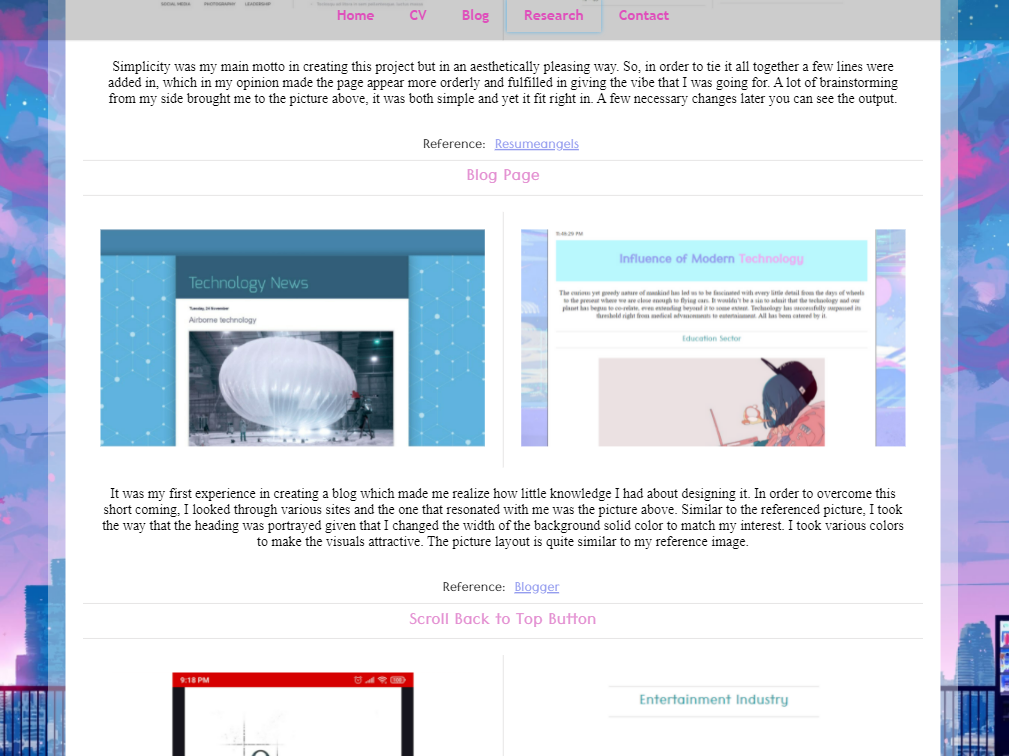 SOCIAL MEDIA PHOTOGRAPHY LEADERSHIP
Home CV Blog Research Contact
Simplicity was my main motto in creating this project but in an aesthetically pleasing way. So, in order to tie it all together a few lines were
added in, which in my opinion made the page appear more orderly and fulfilled in giving the vibe that I was going for. A lot of brainstorming
from my side brought me to the picture above, it was both simple and yet it fit right in. A few necessary changes later you can see the output.
Reference: Resumeangels
Blog Page
Technology News
Tuesday, 24 November
Airborne technology
11:46:29 PM
Influence of Modern Technology
The curious yet greedy nature of mankind has led us to be fascinated with every little detail from the days of wheels
to the present where we are close enough to flying cars. It wouldn't be a sin to admit that the technology and our
planet has begun to co-relate, even extending beyond it to some extent. Technology has successfully surpassed its
threshold right from medical advancements to entertainment. All has been catered by it.
Education Sector
It was my first experience in creating a blog which made me realize how little knowledge I had about designing it. In order to overcome this
short coming, I looked through various sites and the one that resonated with me was the picture above. Similar to the referenced picture, I took
the way that the heading was portrayed given that I changed the width of the background solid color to match my interest. I took various colors
to make the visuals attractive. The picture layout is quite similar to my reference image.
Reference: Blogger
Scroll Back to Top Button
9:18 PM
Entertainment Industry